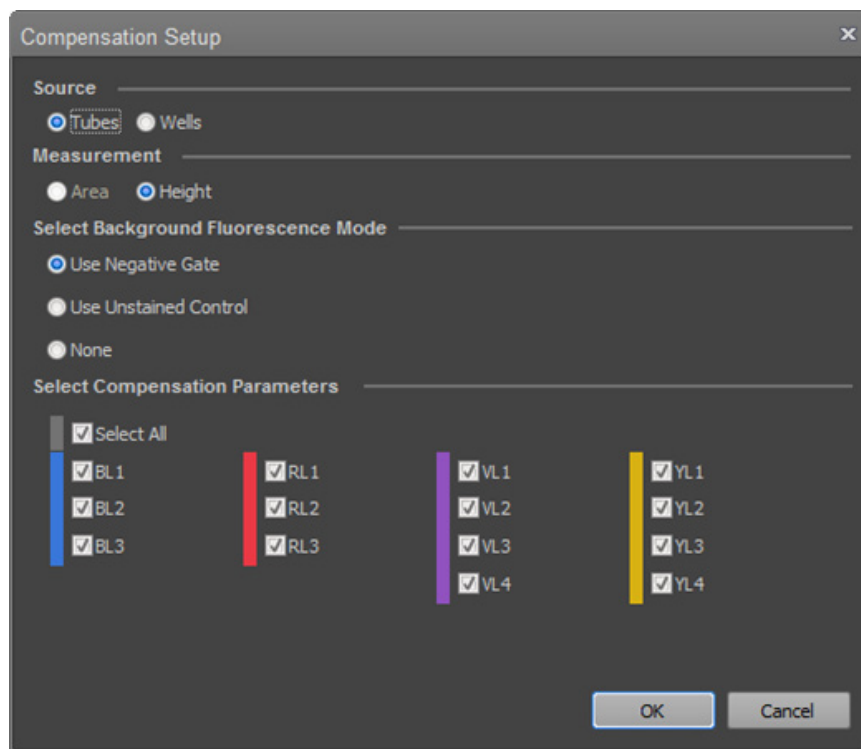 Compensation Setup
Source
Tubes Wells
Measurement
Area Height
Select Background Fluorescence Mode
Use Negative Gate
Use Unstained Control
None
Select Compensation Parameters
Select All
BL1 RL1 VL1 YL1
BL2 RL2 VL2 YL2
BL3 RL3 VL3 YL3
VL4 YL4
OK Cancel